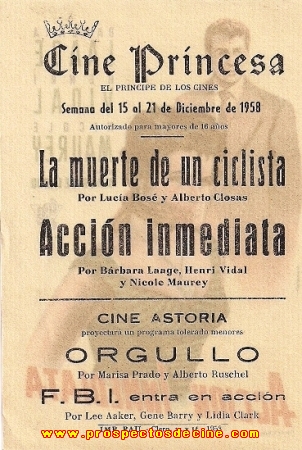 Cine Princesa
EL PRINCIPE DE LOS CINES
Semana del 15 al 21 de Diciembre de 1958
Autorizado para mayores de 16 años
La muerte de un ciclista
Por Lucía Bosé y Alberto Closas
Acción inmediata
Por Bárbara Laage, Henri Vidal
y Nicole Maurey
CINE ASTORIA
proyectará un programa tolerado menores
ORGULLO
Por Marisa Prado y Alberto Ruschel
F.B.I. entra en acción
Por Lee Aaker, Gene Barry y Lidia Clark
IMP. RAU
www.prospectosdecine.com